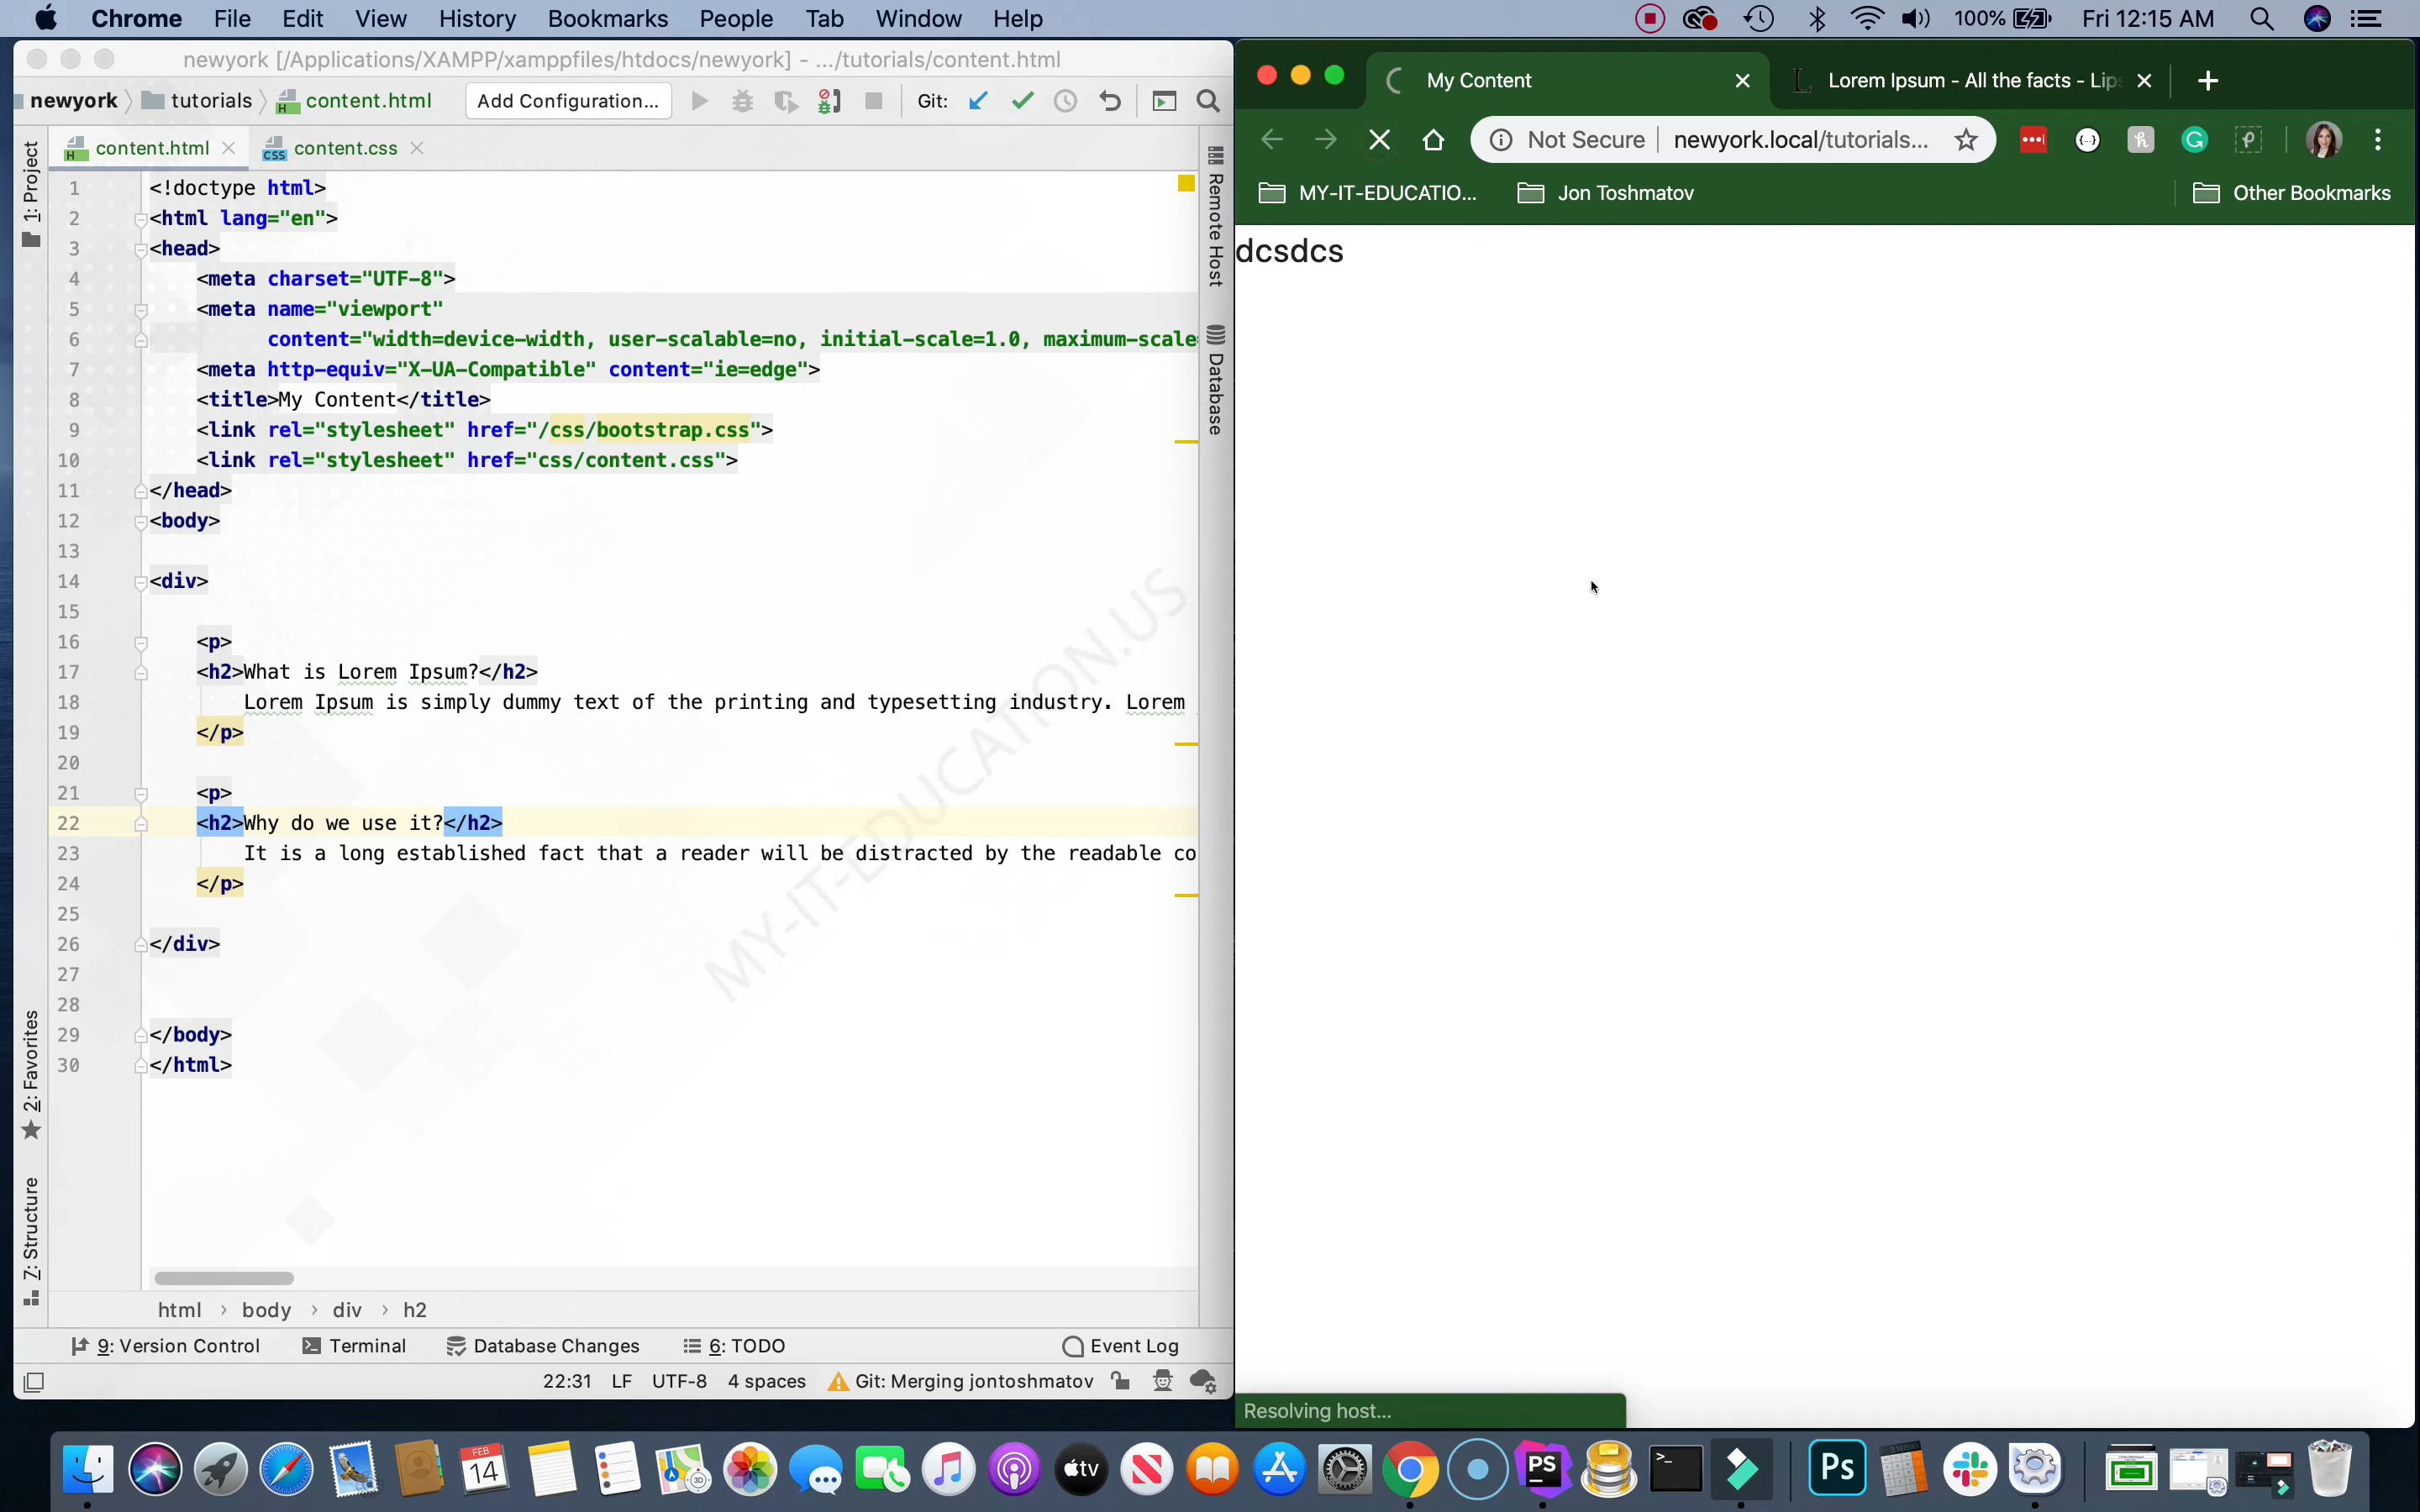 Chrome File Edit View History Bookmarks People Tab Window Help 100% Fri 12:15 AM
newyork [/Applications/XAMPP/xamppfiles/htdocs/newyork] - .../tutorials/content.html
newyork tutorials content.html Add Configuration... Git:
content.html content.css
1 <!doctype html>
2 <html lang="en">
3 <head>
4 <meta charset="UTF-8">
5 <meta name="viewport"
6 content="width=device-width, user-scalable=no, initial-scale=1.0, maximum-scale=
7 <meta http-equiv="X-UA-Compatible" content="ie=edge">
8 <title>My Content</title>
9 <link rel="stylesheet" href="/css/bootstrap.css">
10 <link rel="stylesheet" href="css/content.css">
11 </head>
12 <body>
13
14 <div>
15
16 <p>
17 <h2>What is Lorem Ipsum?</h2>
18 Lorem Ipsum is simply dummy text of the printing and typesetting industry. Lorem
19 </p>
20
21 <p>
22 <h2>Why do we use it?</h2>
23 It is a long established fact that a reader will be distracted by the readable co
24 </p>
25
26 </div>
27
28
29 </body>
30 </html>
MY-IT-EDUCATION.US
1: Project
2: Favorites
7: Structure
Remote Host
Database
html › body › div › h2
9: Version Control Terminal Database Changes 6: TODO Event Log
22:31 LF UTF-8 4 spaces Git: Merging jontoshmatov
My Content Lorem Ipsum - All the facts - Lip
Not Secure newyork.local/tutorials...
MY-IT-EDUCATIO... Jon Toshmatov Other Bookmarks
dcsdcs
Resolving host...
FEB
14
3D
tv
PS
Ps